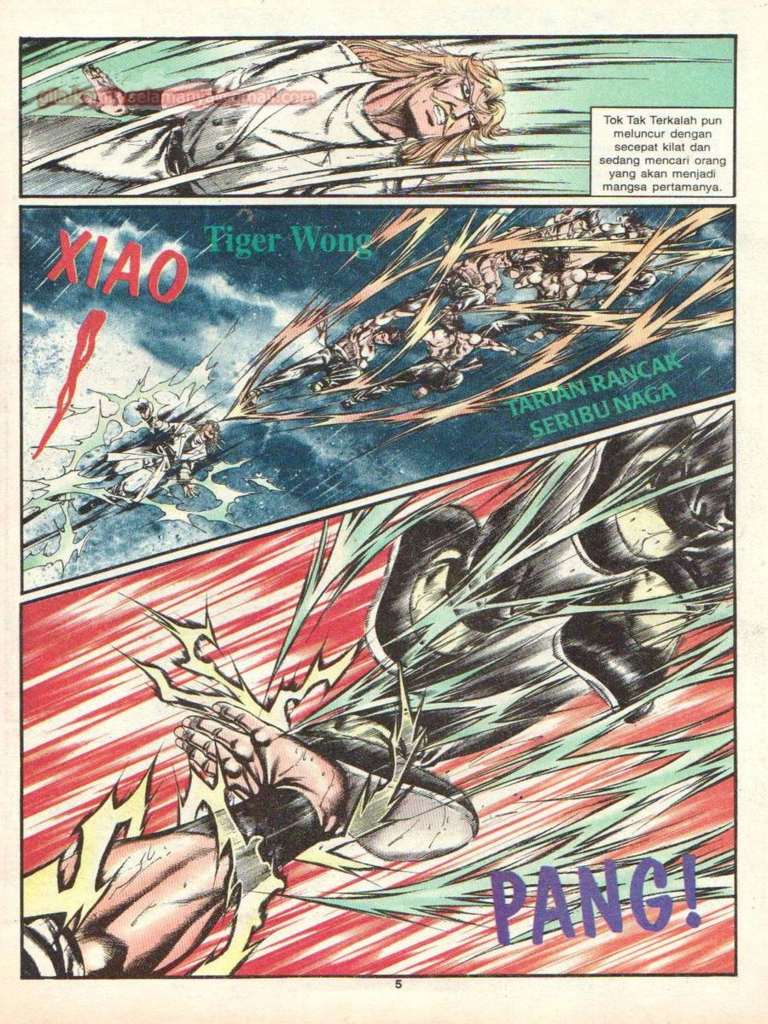 Tok Tak Terkalah pun
meluncur dengan
secepat kilat dan
sedang mencari orang
yang akan menjadi
mangsa pertamanya.
Tiger Wong
XIAO
!
TARIAN RANCAK
SERIBU NAGA
PANG!
5